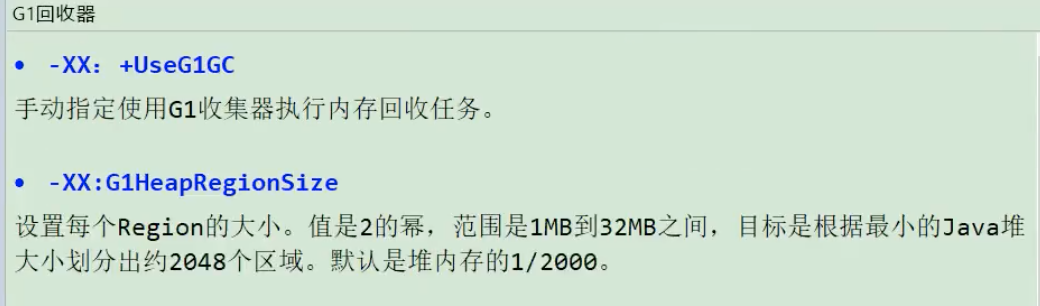 G1回收器
• -XX：+UseG1GC
手动指定使用G1收集器执行内存回收任务。
• -XX:G1HeapRegionSize
设置每个Region的大小。值是2的幂，范围是1MB到32MB之间，目标是根据最小的Java堆
大小划分出约2048个区域。默认是堆内存的1/2000。